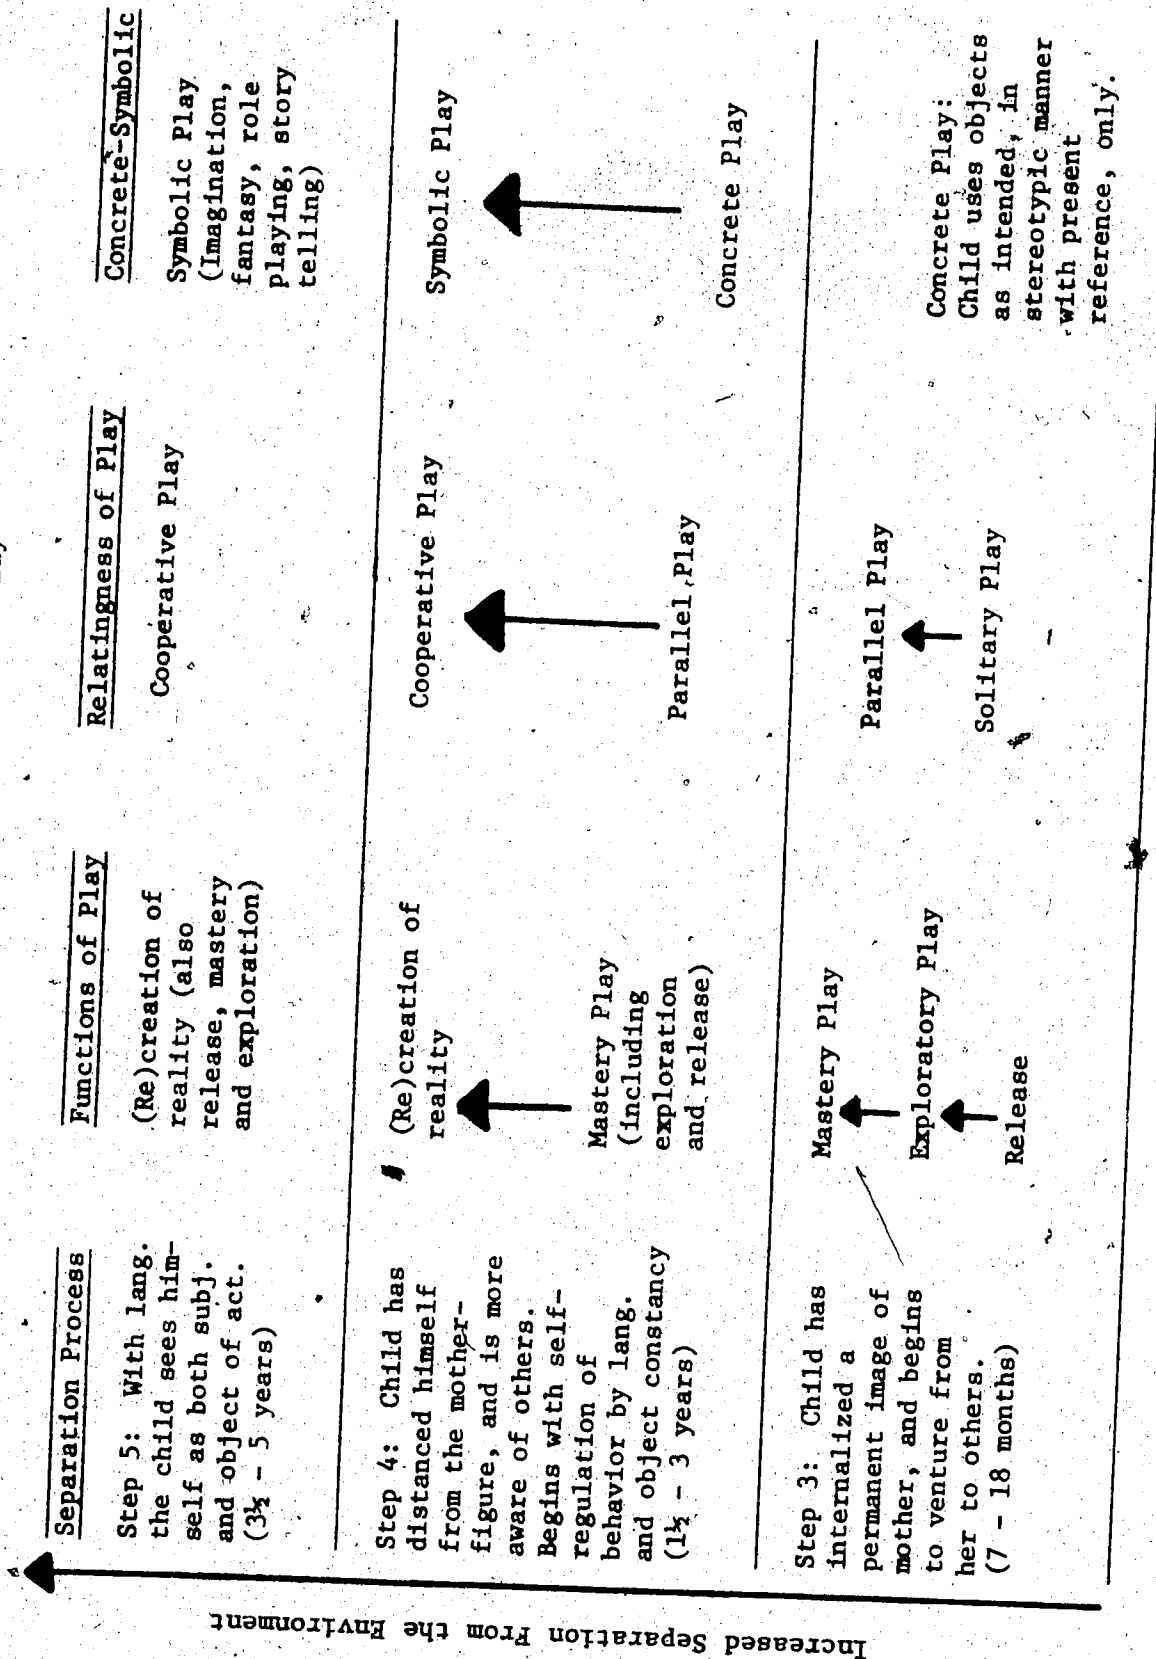 Increased Separation From the Environment
Separation Process
Step 5: With lang.
the child sees him-
self as both subj.
and object of act.
(3½ - 5 years)
Functions of Play
(Re)creation of
reality (also
release, mastery
and exploration)
Relatingness of Play
Cooperative Play
Concrete-Symbolic
Symbolic Play
(Imagination,
fantasy, role
playing, story
telling)
Step 4: Child has
distanced himself
from the mother-
figure, and is more
aware of others.
Begins with self-
regulation of
behavior by lang.
and object constancy
(1½ - 3 years)
(Re)creation of
reality
Mastery Play
(including
exploration
and release)
Cooperative Play
Parallel Play
Symbolic Play
Concrete Play
Step 3: Child has
internalized a
permanent image of
mother, and begins
to venture from
her to others.
(7 - 18 months)
Mastery Play
Exploratory Play
Release
Parallel Play
Solitary Play
Concrete Play:
Child uses objects
as intended, in
stereotypic manner
with present
reference, only.